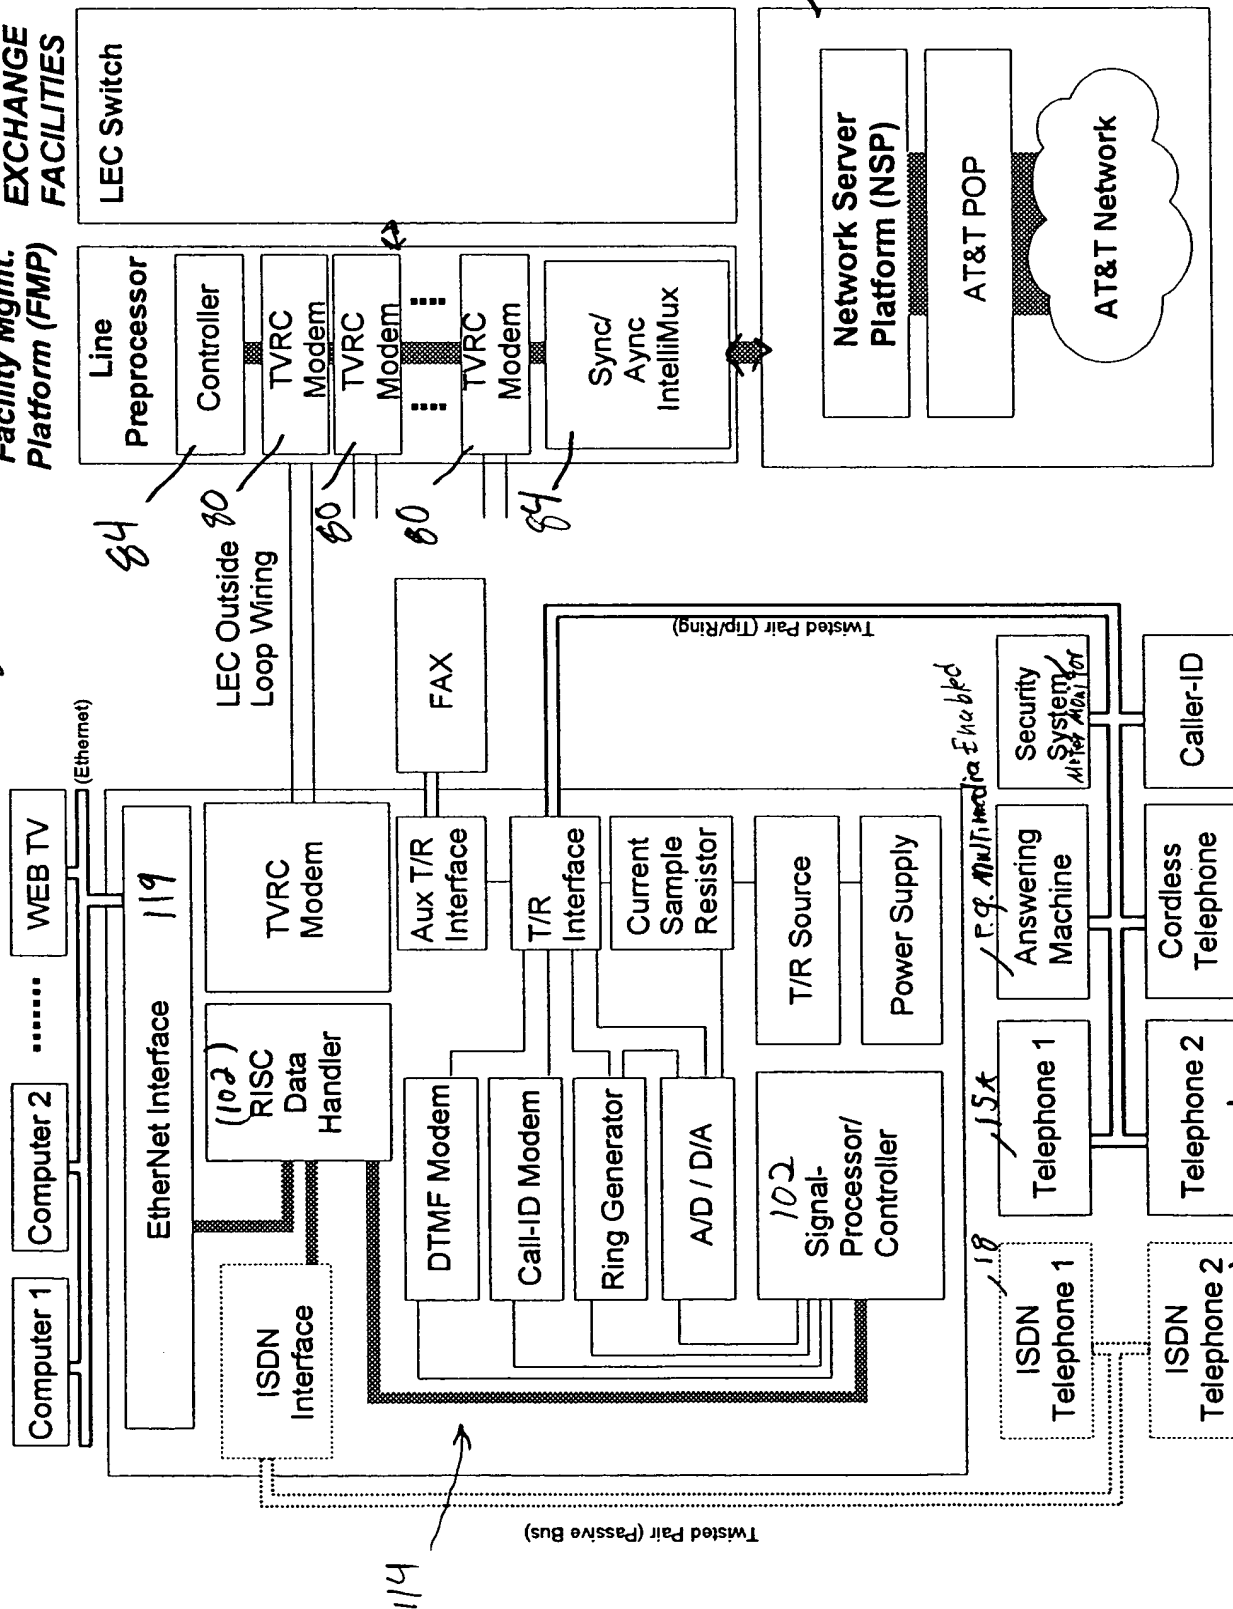 EXCHANGE
FACILITIES
Facility Mgmt.
Platform (FMP)
LEC Switch
Line
Preprocessor
Controller
TVRC
Modem
TVRC
Modem
TVRC
Modem
Sync/
Aync
IntelliMux
84
80
80
80
84
Network Server
Platform (NSP)
AT&T POP
AT&T Network
LEC Outside
Loop Wiring
FAX
Computer 1
Computer 2
WEB TV
(Ethernet)
EtherNet Interface
119
ISDN
Interface
(102)
RISC
Data
Handler
TVRC
Modem
Aux T/R
Interface
T/R
Interface
Current
Sample
Resistor
T/R Source
Power Supply
DTMF Modem
Call-ID Modem
Ring Generator
A/D / D/A
102
Signal-
Processor/
Controller
114
Twisted Pair (Passive Bus)
Twisted Pair (Tip/Ring)
18
ISDN
Telephone 1
ISDN
Telephone 2
15A
Telephone 1
Telephone 2
P.g. Multimedia Enabled
Answering
Machine
Cordless
Telephone
Security
System/
Meter Monitor
Caller-ID